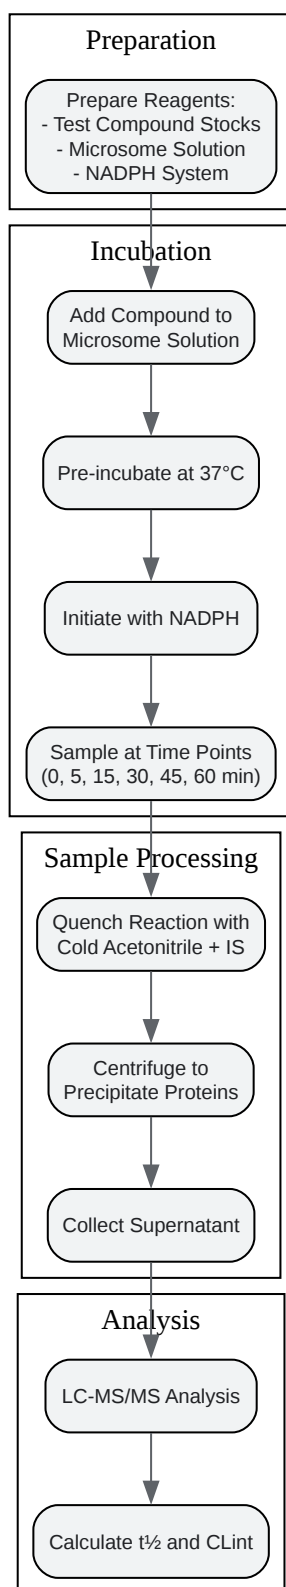 Preparation
Prepare Reagents:
- Test Compound Stocks
- Microsome Solution
- NADPH System
Incubation
Add Compound to
Microsome Solution
Pre-incubate at 37°C
Initiate with NADPH
Sample at Time Points
(0, 5, 15, 30, 45, 60 min)
Sample Processing
Quench Reaction with
Cold Acetonitrile + IS
Centrifuge to
Precipitate Proteins
Collect Supernatant
Analysis
LC-MS/MS Analysis
Calculate t½ and CLint